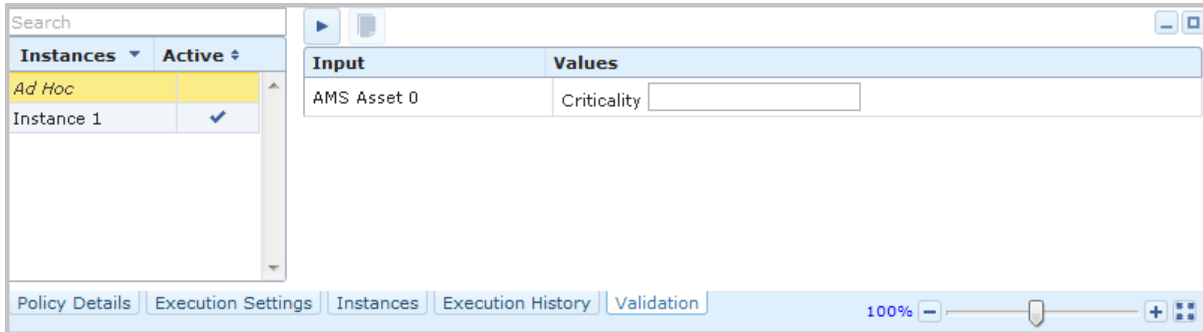 Search
Instances Active
Ad Hoc
Instance 1
Input Values
AMS Asset 0 Criticality
Policy Details Execution Settings Instances Execution History Validation
100%